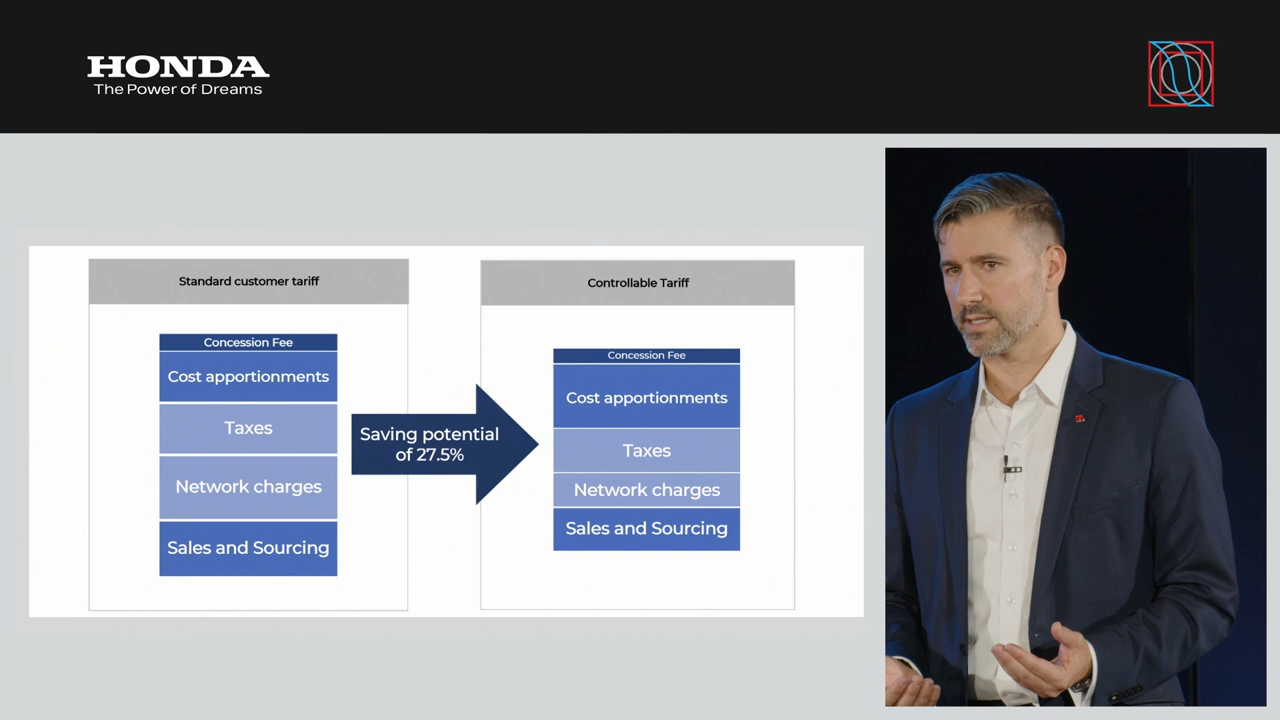 HONDA
The Power of Dreams
Standard customer tariff
Concession Fee
Cost apportionments
Taxes
Network charges
Sales and Sourcing
Saving potential
of 27.5%
Controllable Tariff
Concession Fee
Cost apportionments
Taxes
Network charges
Sales and Sourcing